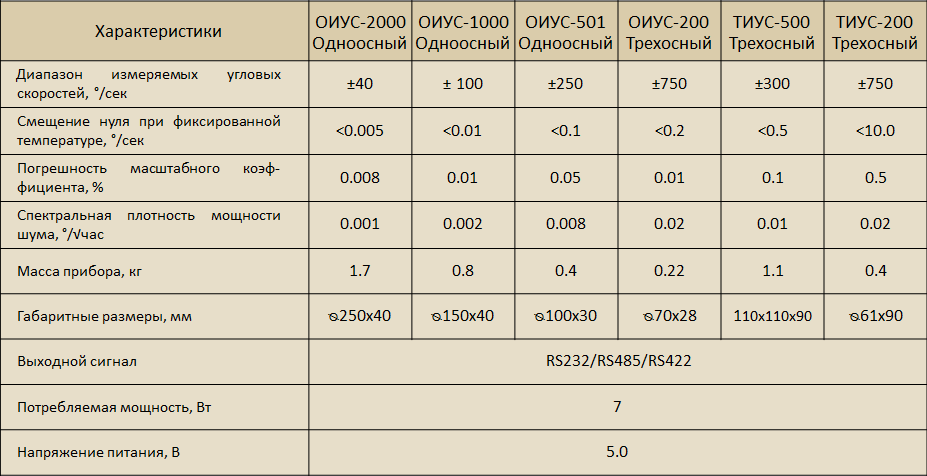 Характеристики
ОИУС-2000
Одноосный
ОИУС-1000
Одноосный
ОИУС-501
Одноосный
ОИУС-200
Трехосный
ТИУС-500
Трехосный
ТИУС-200
Трехосный
Диапазон измеряемых угловых
скоростей, °/сек
±40
± 100
±250
±750
±300
±750
Смещение нуля при фиксированной
температуре, °/сек
<0.005
<0.01
<0.1
<0.2
<0.5
<10.0
Погрешность масштабного коэф-
фициента, %
0.008
0.01
0.05
0.01
0.1
0.5
Спектральная плотность мощности
шума, °/√час
0.001
0.002
0.008
0.02
0.01
0.02
Масса прибора, кг
1.7
0.8
0.4
0.22
1.1
0.4
Габаритные размеры, мм
⦰250x40
⦰150x40
⦰100x30
⦰70x28
110x110x90
⦰61x90
Выходной сигнал
RS232/RS485/RS422
Потребляемая мощность, Вт
7
Напряжение питания, В
5.0